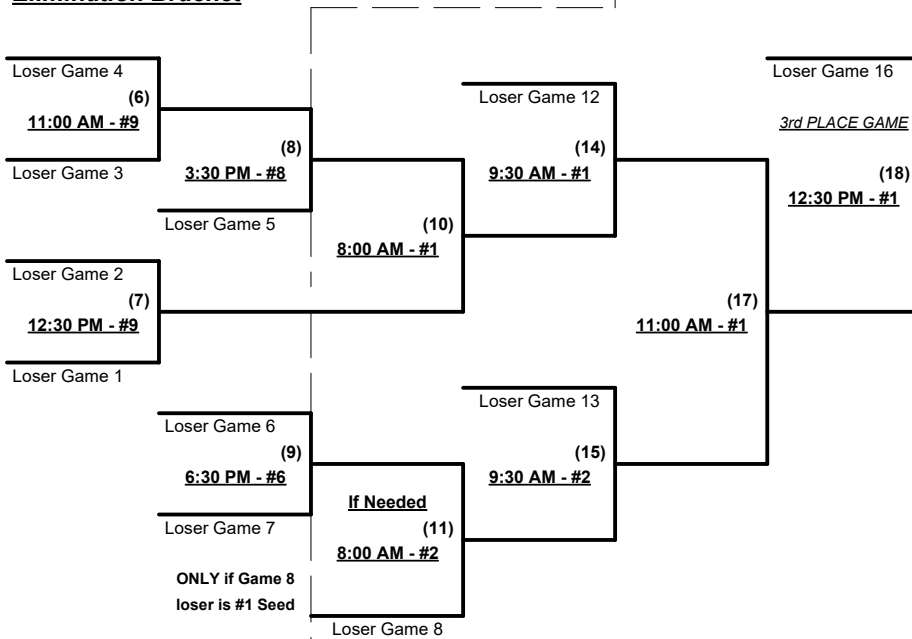 Elimination Bracket
Loser Game 4
(6)
11:00 AM - #9
Loser Game 3
(8)
3:30 PM - #8
Loser Game 5
Loser Game 2
(7)
12:30 PM - #9
Loser Game 1
(10)
8:00 AM - #1
Loser Game 12
(14)
9:30 AM - #1
Loser Game 16
3rd PLACE GAME
(18)
12:30 PM - #1
(17)
11:00 AM - #1
Loser Game 6
(9)
6:30 PM - #6
Loser Game 7
If Needed
(11)
8:00 AM - #2
ONLY if Game 8
loser is #1 Seed
Loser Game 8
Loser Game 13
(15)
9:30 AM - #2